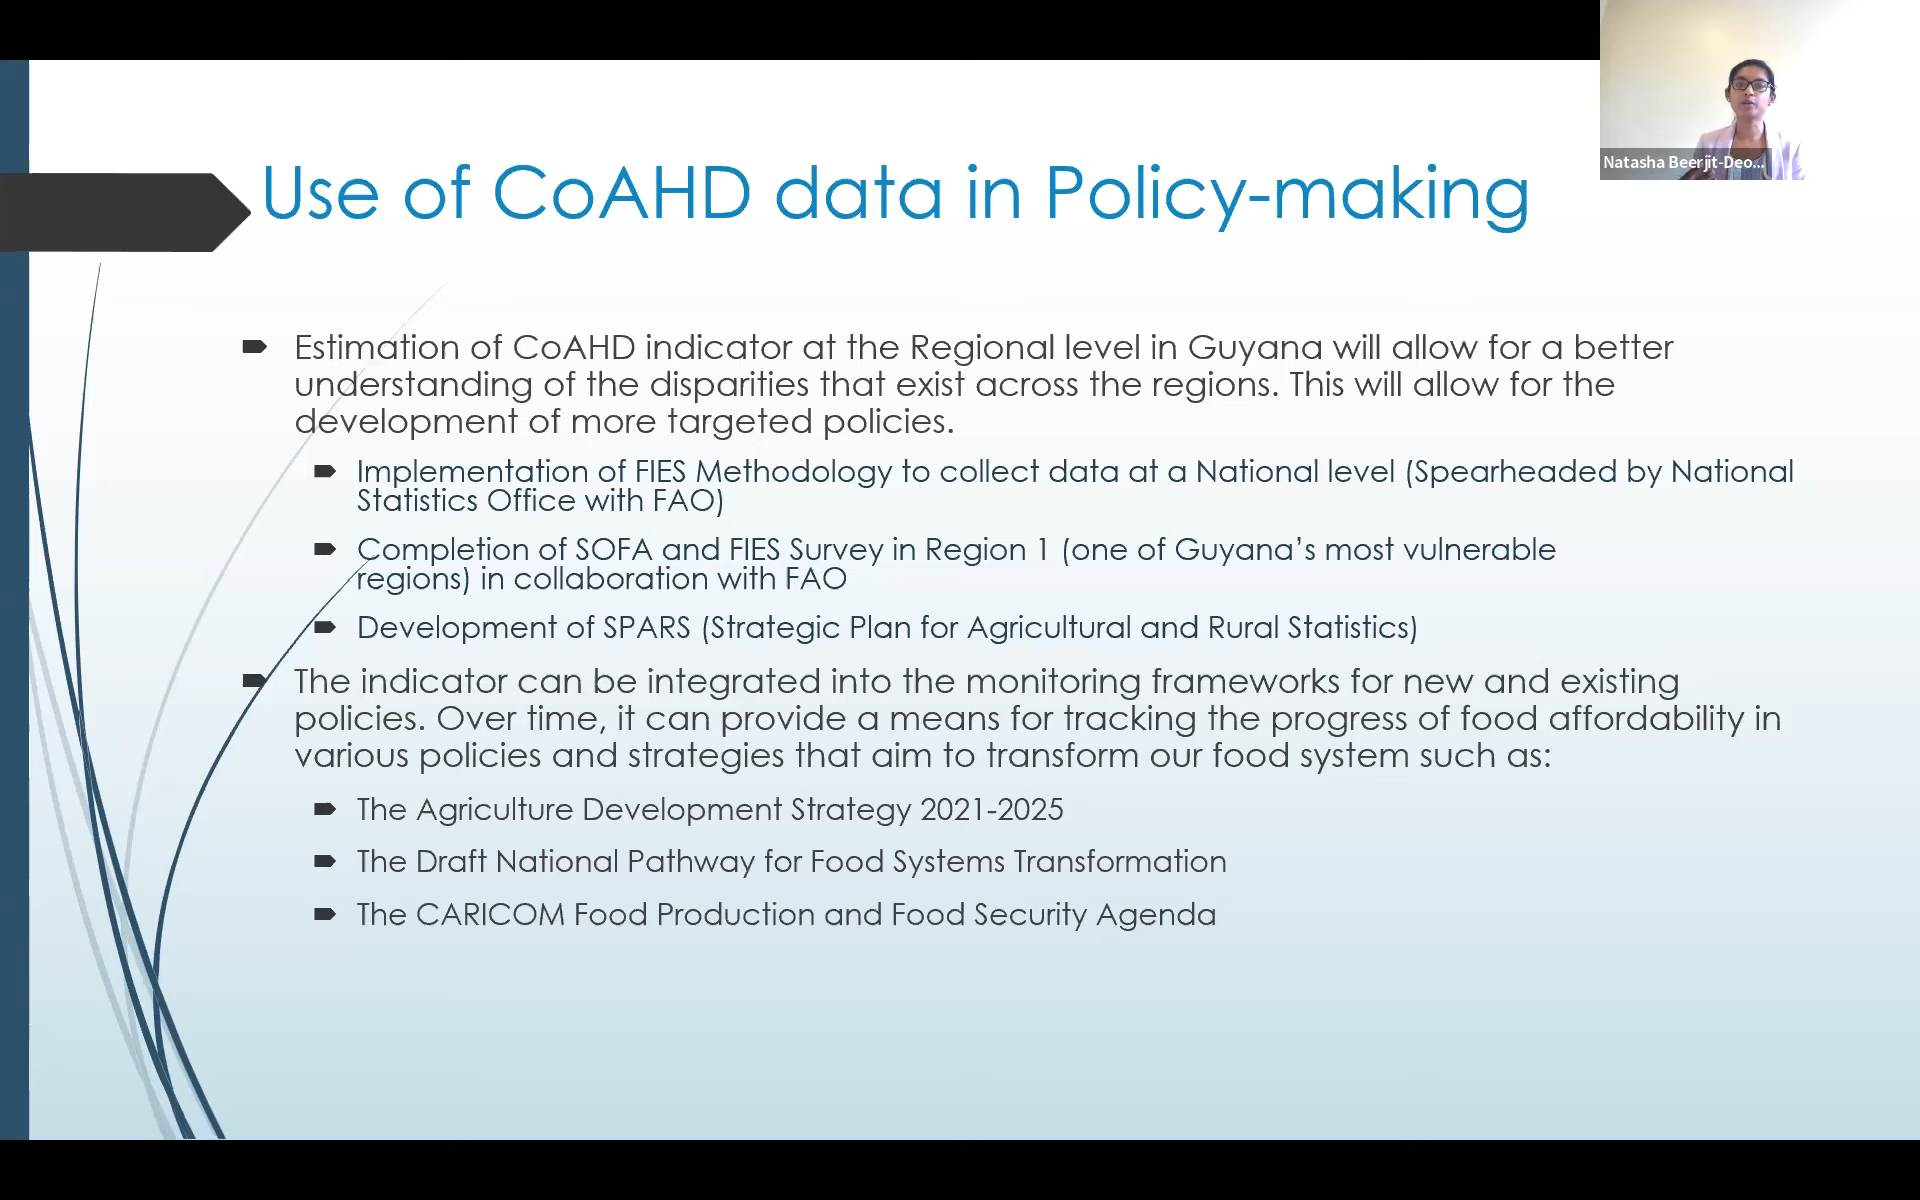 Natasha Beerjit-Deo...
Use of CoAHD data in Policy-making
Estimation of CoAHD indicator at the Regional level in Guyana will allow for a better
understanding of the disparities that exist across the regions. This will allow for the
development of more targeted policies.
Implementation of FIES Methodology to collect data at a National level (Spearheaded by National
Statistics Office with FAO)
Completion of SOFA and FIES Survey in Region 1 (one of Guyana's most vulnerable
regions) in collaboration with FAO
Development of SPARS (Strategic Plan for Agricultural and Rural Statistics)
The indicator can be integrated into the monitoring frameworks for new and existing
policies. Over time, it can provide a means for tracking the progress of food affordability in
various policies and strategies that aim to transform our food system such as:
The Agriculture Development Strategy 2021-2025
The Draft National Pathway for Food Systems Transformation
The CARICOM Food Production and Food Security Agenda